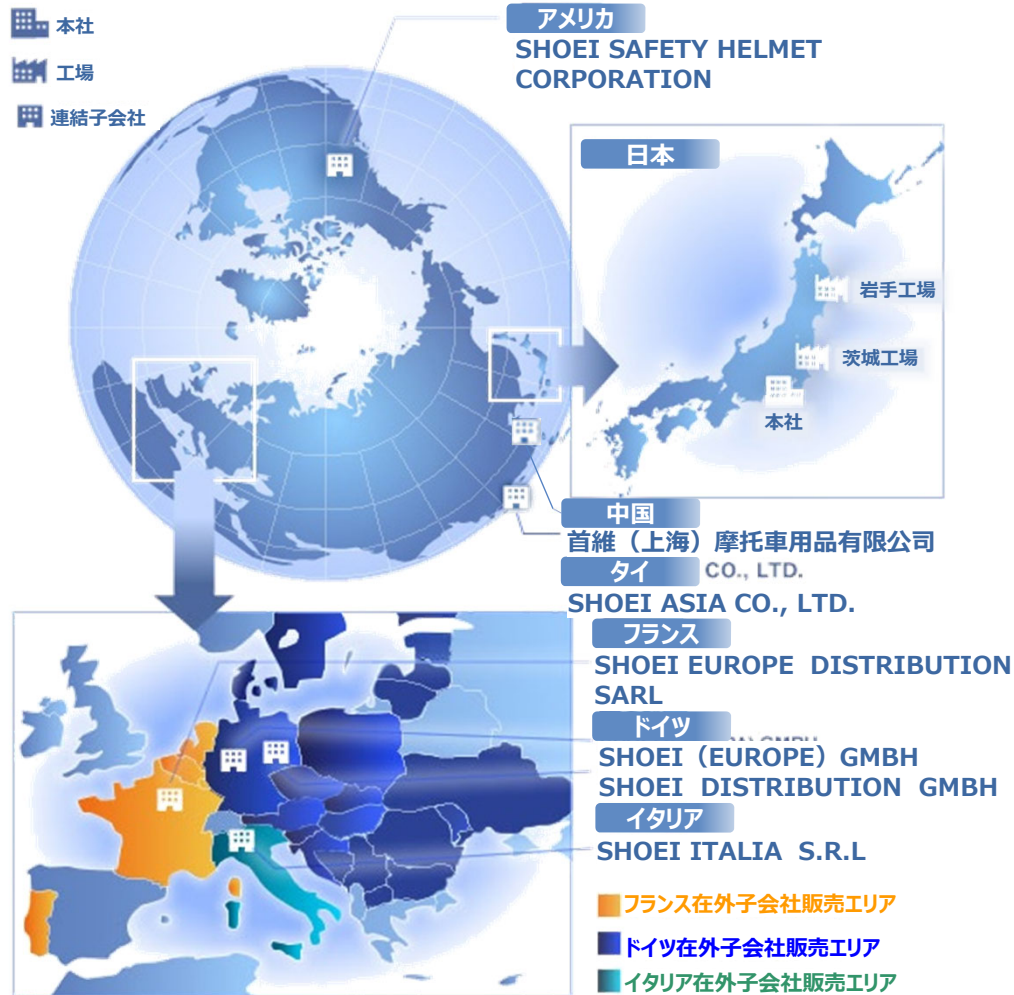 本社
工場
連結子会社
アメリカ
SHOEI SAFETY HELMET
CORPORATION
日本
岩手工場
茨城工場
本社
中国
首維（上海）摩托車用品有限公司
タイ
CO., LTD.
SHOEI ASIA CO., LTD.
フランス
SHOEI EUROPE DISTRIBUTION
SARL
ドイツ
SHOEI（EUROPE）GMBH
SHOEI DISTRIBUTION GMBH
イタリア
SHOEI ITALIA S.R.L
フランス在外子会社販売エリア
ドイツ在外子会社販売エリア
イタリア在外子会社販売エリア